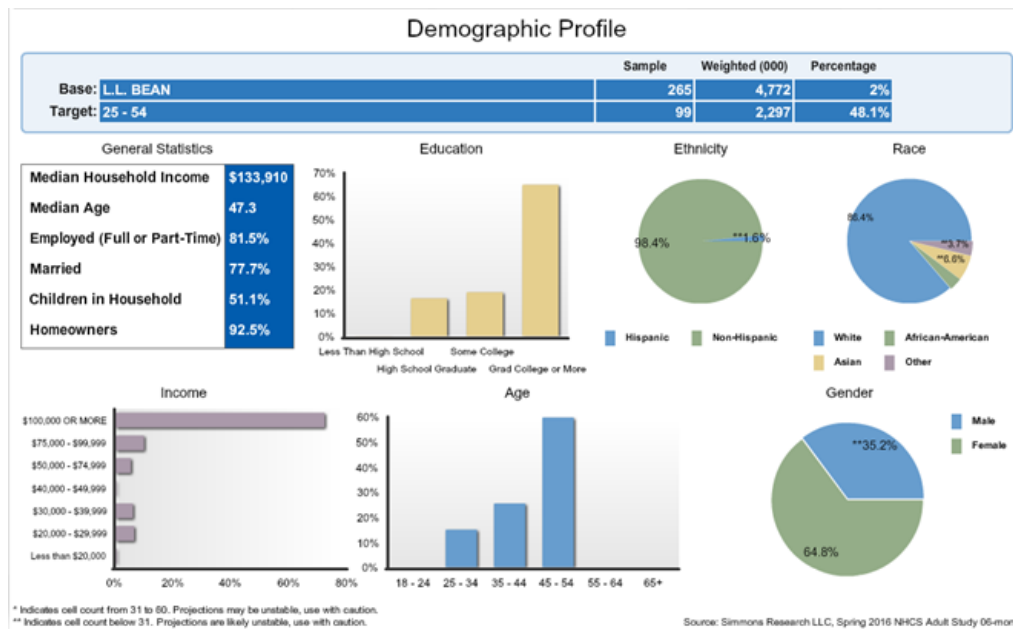 Demographic Profile
Sample Weighted (000) Percentage
Base: L.L. BEAN 265 4,772 2%
Target: 25 - 54 99 2,297 48.1%
General Statistics
Median Household Income $133,910
Median Age 47.3
Employed (Full or Part-Time) 81.5%
Married 77.7%
Children in Household 51.1%
Homeowners 92.5%
Education
70%
60%
50%
40%
30%
20%
10%
0%
Less Than High School Some College
High School Graduate Grad College or More
Ethnicity
98.4% **1.6%
Hispanic Non-Hispanic
Race
86.4%
**3.7%
**6.6%
White African-American
Asian Other
Income
$100,000 OR MORE
$75,000 - $99,999
$50,000 - $74,999
$40,000 - $49,999
$30,000 - $39,999
$20,000 - $29,999
Less than $20,000
0% 20% 40% 60% 80%
Age
60%
50%
40%
30%
20%
10%
0%
18 - 24 25 - 34 35 - 44 45 - 54 55 - 64 65+
Gender
**35.2%
64.8%
Male
Female
* Indicates cell count from 31 to 60. Projections may be unstable, use with caution.
** Indicates cell count below 31. Projections are likely unstable, use with caution.
Source: Simmons Research LLC, Spring 2016 NHCS Adult Study 06-mor